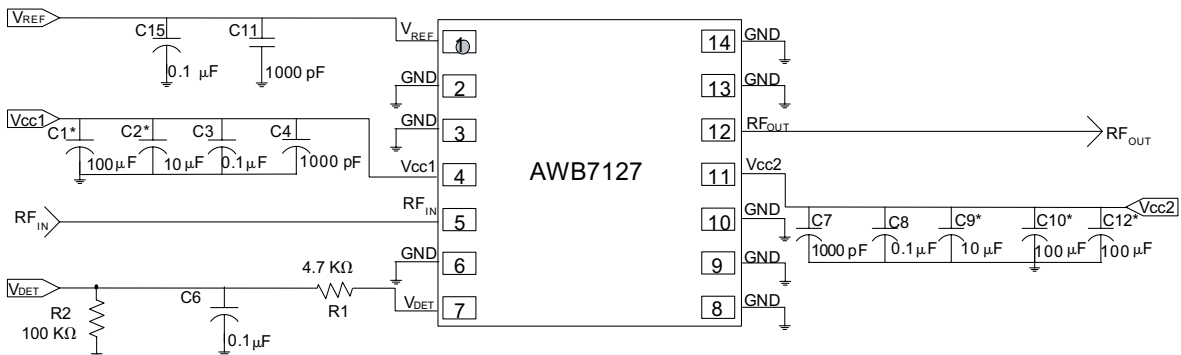 VREF
C15
0.1 µF
C11
1000 pF
VREF
1
GND
2
GND
3
Vcc1
C1*
100µF
C2*
10µF
C3
0.1µF
C4
1000 pF
Vcc1
4
RFIN
RFIN
5
GND
6
VDET
R2
100 KΩ
C6
0.1µF
4.7 KΩ
R1
VDET
7
AWB7127
14
GND
13
GND
12
RFOUT
RFOUT
11
Vcc2
Vcc2
10
GND
C7
1000 pF
C8
0.1µF
C9*
10 µF
C10*
100 µF
C12*
100 µF
9
GND
8
GND